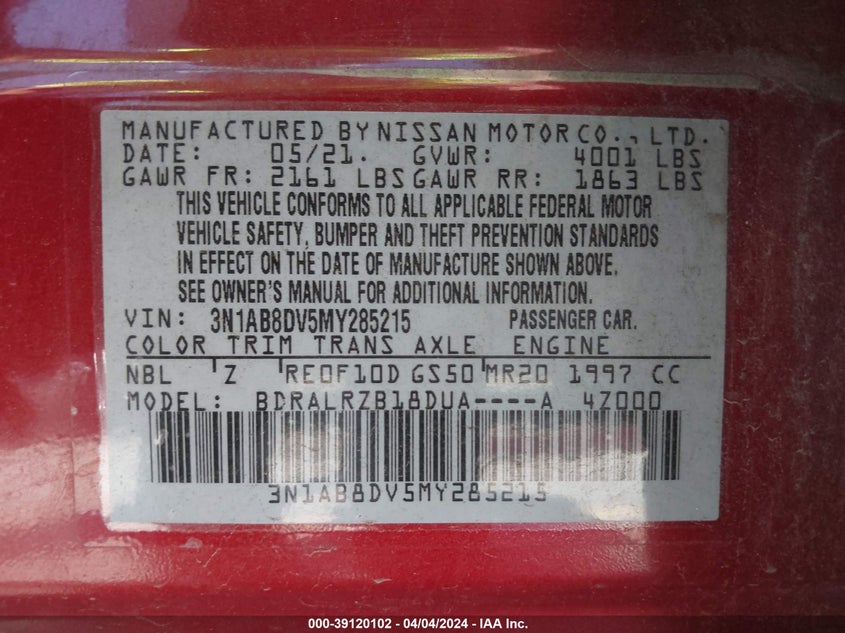 MANUFACTURED BY NISSAN MOTOR CO., LTD.
DATE: 05/21. GVWR: 4001 LBS
GAWR FR: 2161 LBS GAWR RR: 1863 LBS
THIS VEHICLE CONFORMS TO ALL APPLICABLE FEDERAL MOTOR
VEHICLE SAFETY, BUMPER AND THEFT PREVENTION STANDARDS
IN EFFECT ON THE DATE OF MANUFACTURE SHOWN ABOVE.
SEE OWNER'S MANUAL FOR ADDITIONAL INFORMATION.
VIN: 3N1AB8DV5MY285215 PASSENGER CAR.
COLOR TRIM TRANS AXLE ENGINE
NBL Z RE0F10D GS50 MR20 1997 CC
MODEL: BDRALRZB18DUA----A 4Z000
3N1AB8DV5MY285215
000-39120102 - 04/04/2024 - IAA Inc.